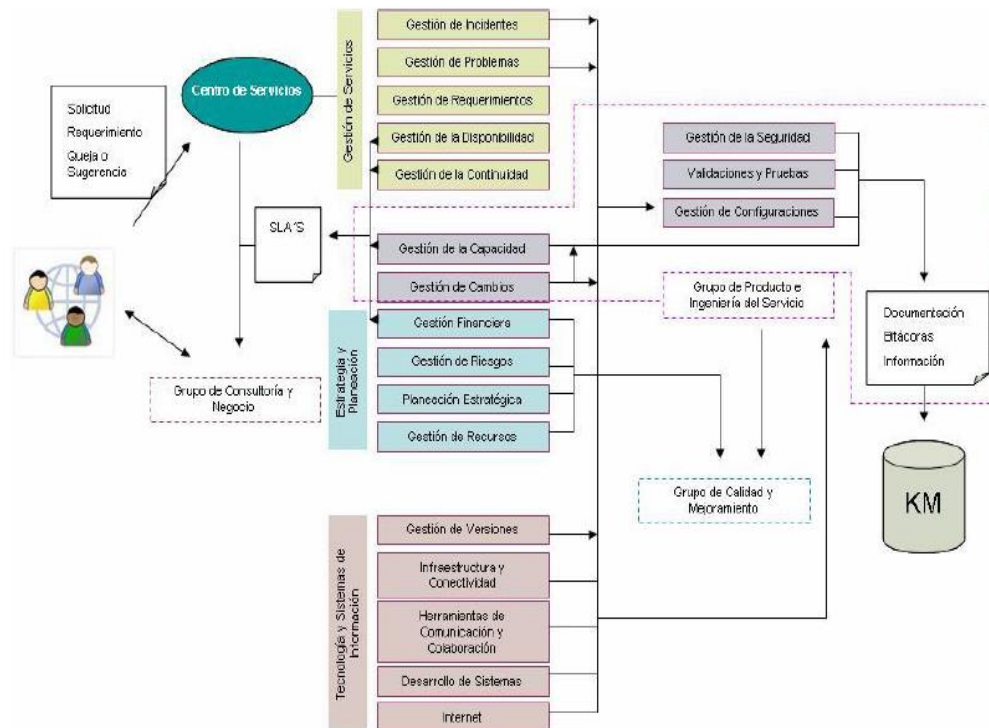 Solicitud
Requerimiento
Queja o
Sugerencia
Centro de Servicios
SLA´S
Grupo de Consultoría y
Negocio
Gestión de Servicios
Gestión de Incidentes
Gestión de Problemas
Gestión de Requerimientos
Gestión de la Disponibilidad
Gestión de la Continuidad
Gestión de la Capacidad
Gestión de Cambios
Estrategia y
Planeación
Gestión Financiera
Gestión de Riesgos
Planeación Estratégica
Gestión de Recursos
Tecnología y Sistemas de
Información
Gestión de Versiones
Infraestructura y
Conectividad
Herramientas de
Comunicación y
Colaboración
Desarrollo de Sistemas
Internet
Gestión de la Seguridad
Validaciones y Pruebas
Gestión de Configuraciones
Grupo de Producto e
Ingeniería del Servicio
Grupo de Calidad y
Mejoramiento
Documentación
Bitácoras
Información
KM